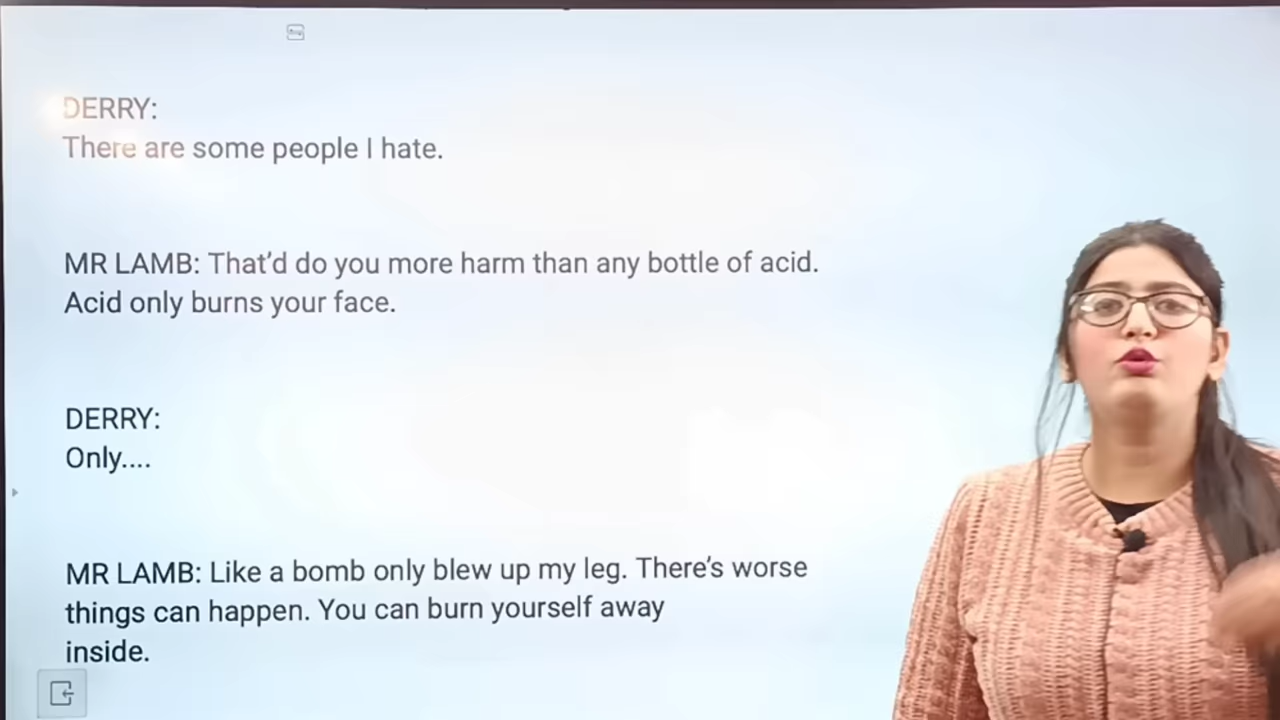 DERRY:
There are some people I hate.
MR LAMB: That'd do you more harm than any bottle of acid.
Acid only burns your face.
DERRY:
Only....
MR LAMB: Like a bomb only blew up my leg. There's worse
things can happen. You can burn yourself away
inside.